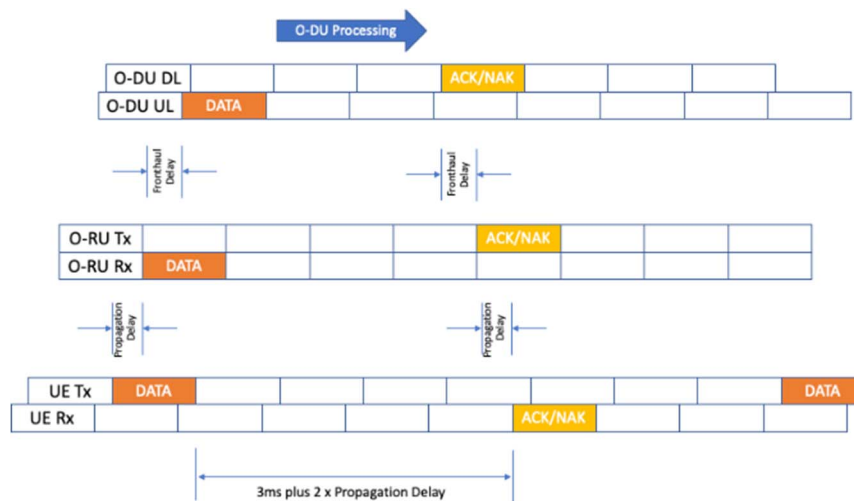 O-DU Processing
O-DU DL
ACK/NAK
O-DU UL
DATA
Fronthaul
Delay
Fronthaul
Delay
O-RU Tx
ACK/NAK
O-RU Rx
DATA
Propagation
Delay
Propagation
Delay
UE Tx
DATA
DATA
UE Rx
ACK/NAK
3ms plus 2 x Propagation Delay